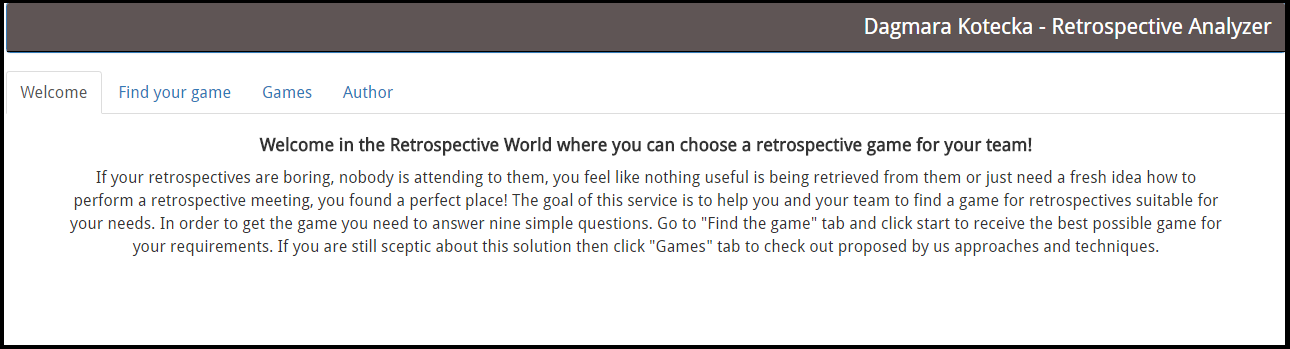 Dagmara Kotecka - Retrospective Analyzer
Welcome Find your game Games Author
Welcome in the Retrospective World where you can choose a retrospective game for your team!
If your retrospectives are boring, nobody is attending to them, you feel like nothing useful is being retrieved from them or just need a fresh idea how to
perform a retrospective meeting, you found a perfect place! The goal of this service is to help you and your team to find a game for retrospectives suitable for
your needs. In order to get the game you need to answer nine simple questions. Go to "Find the game" tab and click start to receive the best possible game for
your requirements. If you are still sceptic about this solution then click "Games" tab to check out proposed by us approaches and techniques.